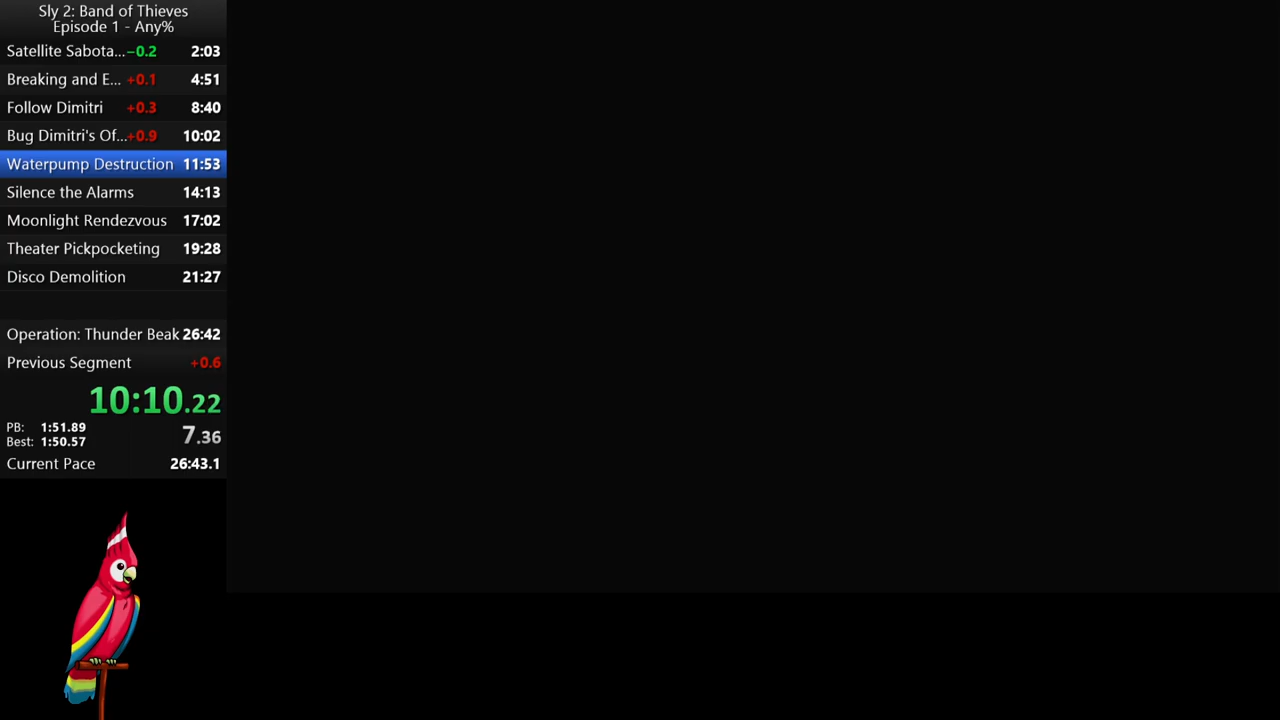 Sly 2: Band of Thieves
Episode 1 - Any%
Satellite Sabota... −0.2 2:03
Breaking and E... +0.1 4:51
Follow Dimitri +0.3 8:40
Bug Dimitri's Of... +0.9 10:02
Waterpump Destruction 11:53
Silence the Alarms 14:13
Moonlight Rendezvous 17:02
Theater Pickpocketing 19:28
Disco Demolition 21:27
Operation: Thunder Beak 26:42
Previous Segment +0.6
10:10.22
PB: 1:51.89
Best: 1:50.57
7.36
Current Pace 26:43.1